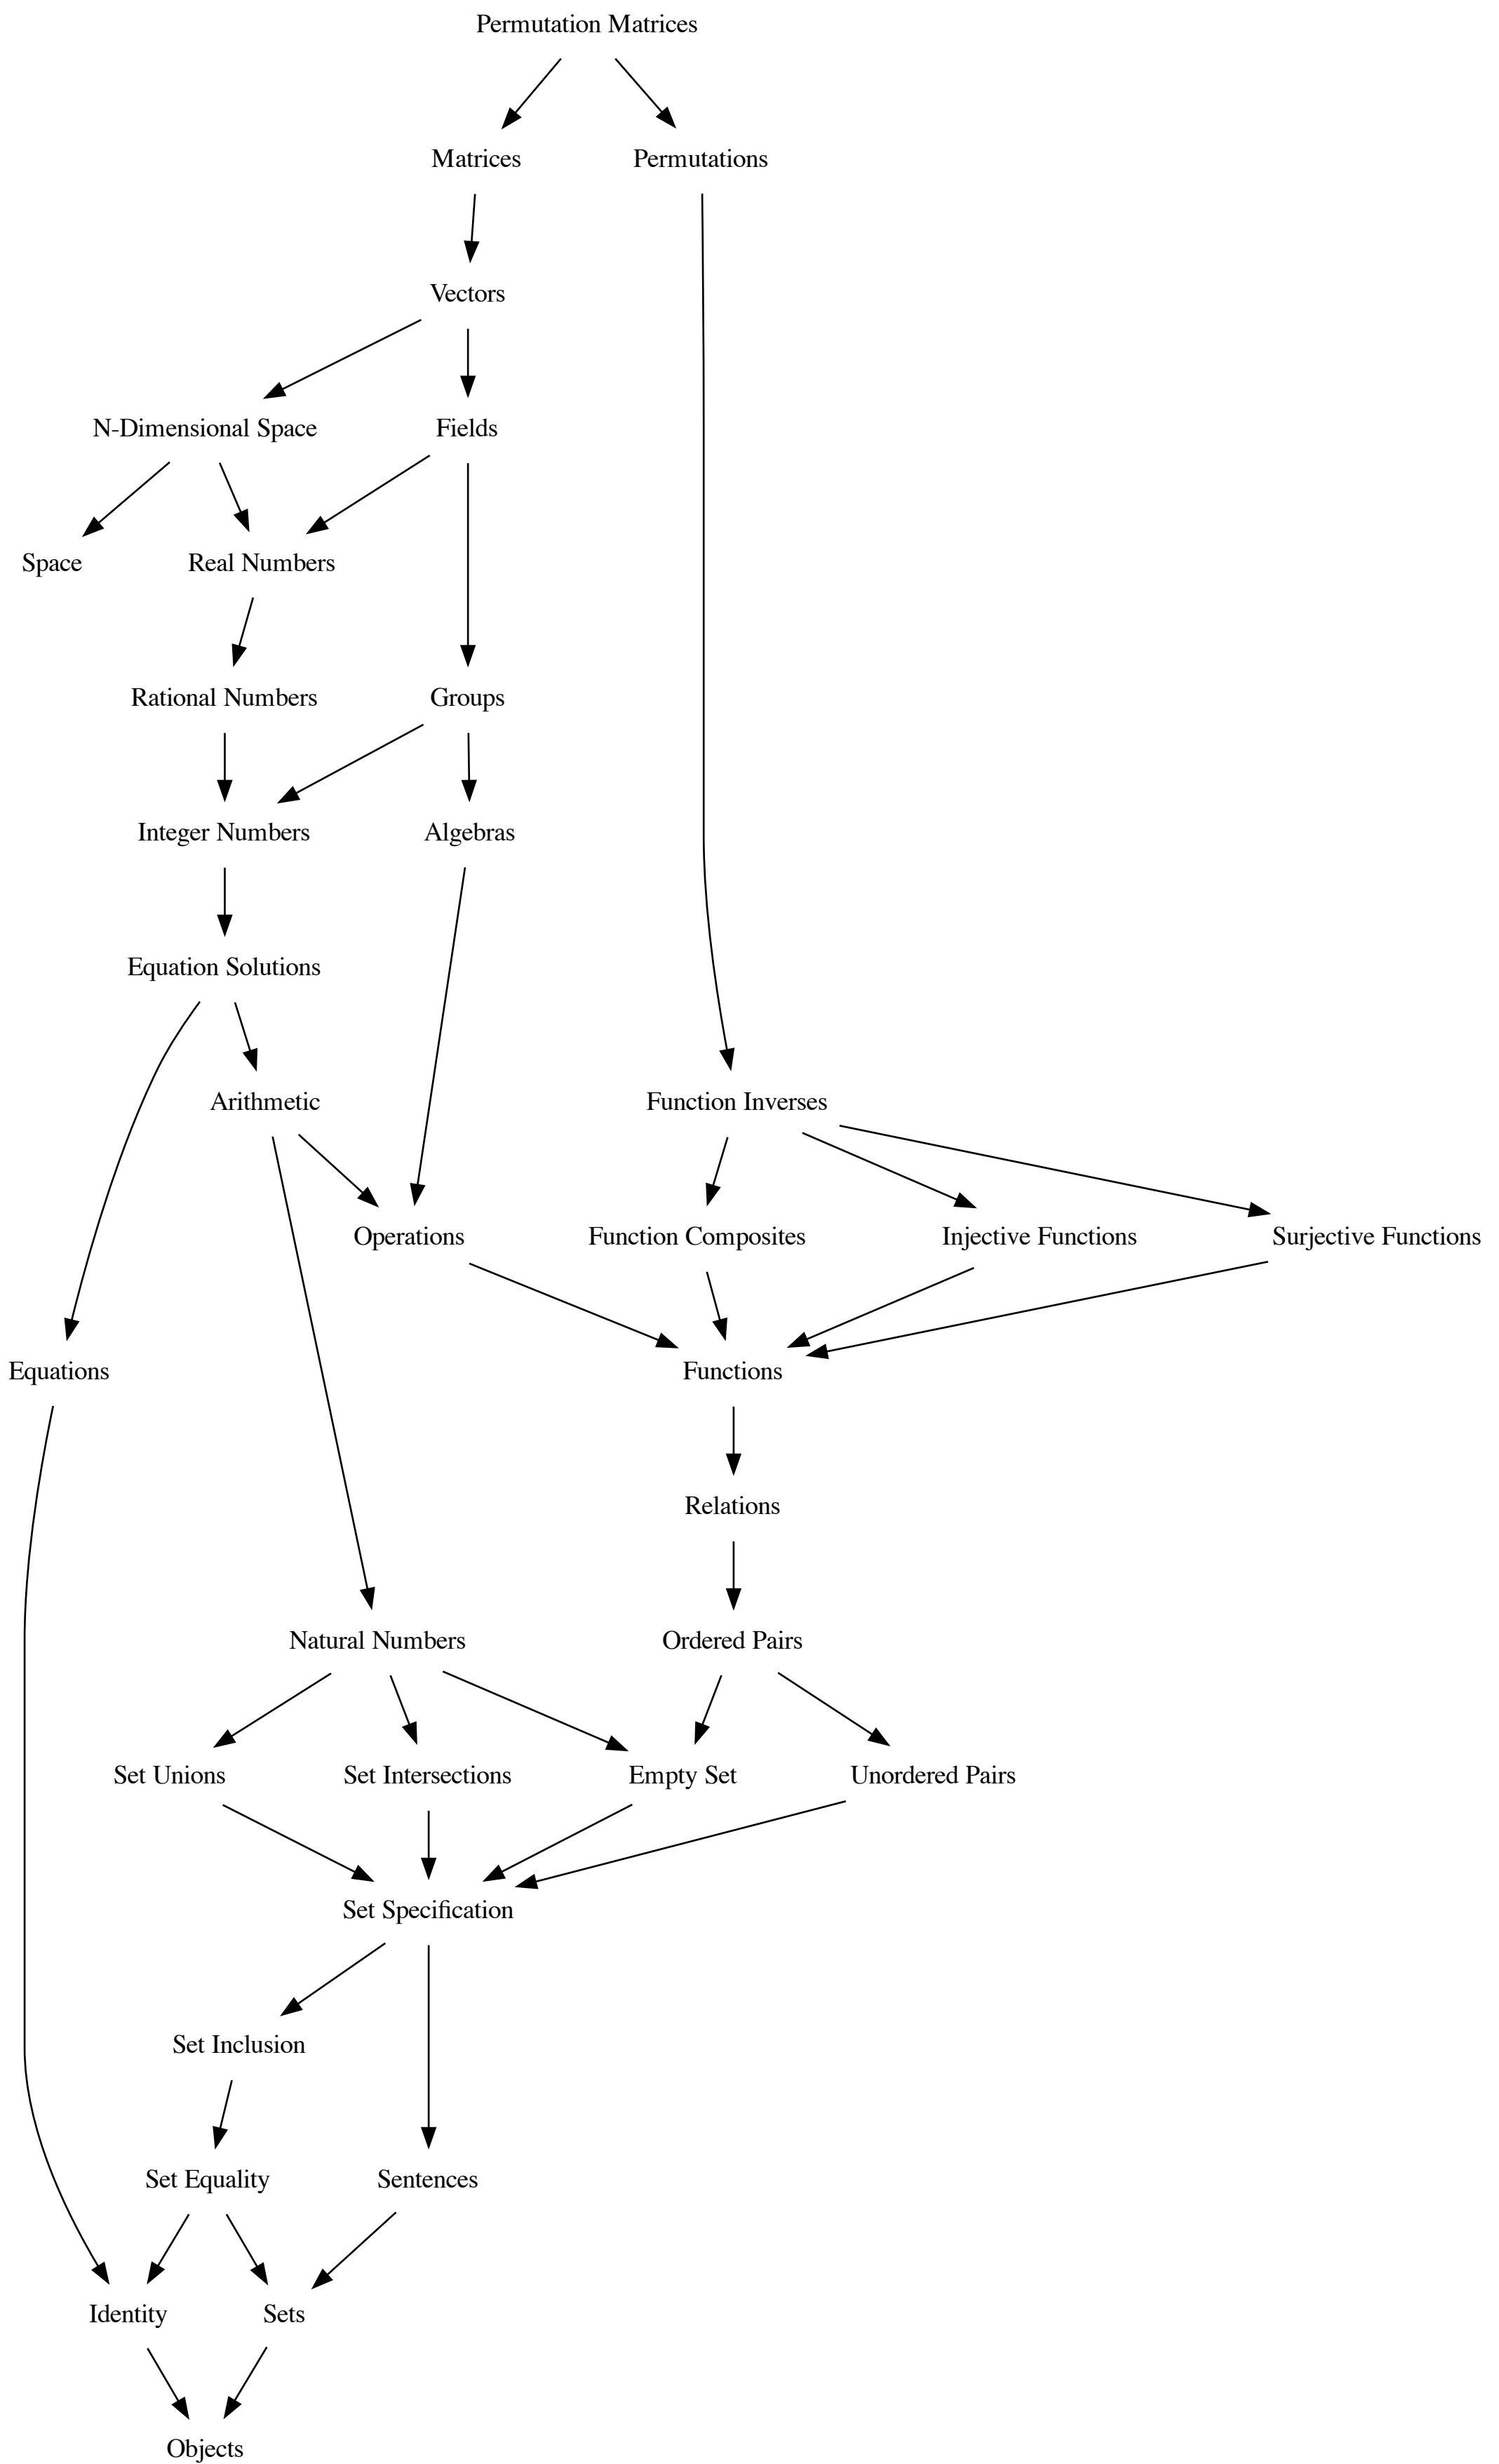 Permutation Matrices
Matrices
Permutations
Vectors
N-Dimensional Space
Fields
Space
Real Numbers
Rational Numbers
Groups
Integer Numbers
Algebras
Equation Solutions
Arithmetic
Function Inverses
Operations
Function Composites
Injective Functions
Surjective Functions
Equations
Functions
Relations
Natural Numbers
Ordered Pairs
Set Unions
Set Intersections
Empty Set
Unordered Pairs
Set Specification
Set Inclusion
Set Equality
Sentences
Identity
Sets
Objects